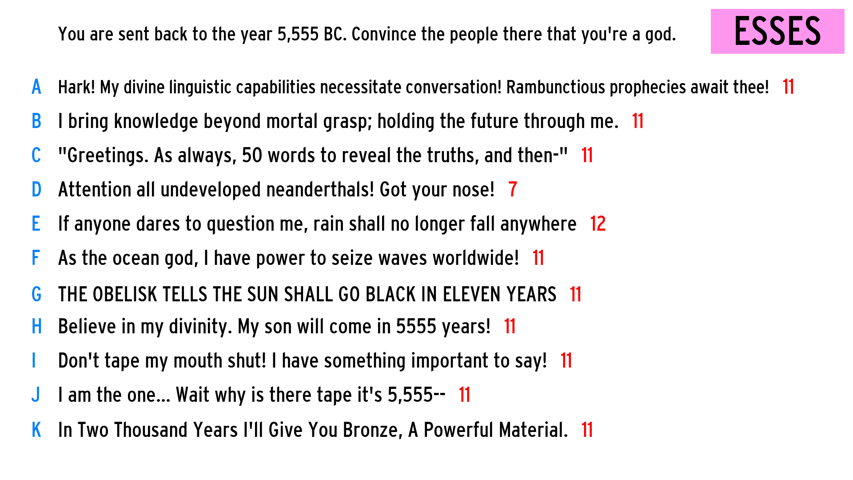 You are sent back to the year 5,555 BC. Convince the people there that you're a god.
ESSES
A Hark! My divine linguistic capabilities necessitate conversation! Rambunctious prophecies await thee! 11
B I bring knowledge beyond mortal grasp; holding the future through me. 11
C "Greetings. As always, 50 words to reveal the truths, and then-" 11
D Attention all undeveloped neanderthals! Got your nose! 7
E If anyone dares to question me, rain shall no longer fall anywhere 12
F As the ocean god, I have power to seize waves worldwide! 11
G THE OBELISK TELLS THE SUN SHALL GO BLACK IN ELEVEN YEARS 11
H Believe in my divinity. My son will come in 5555 years! 11
I Don't tape my mouth shut! I have something important to say! 11
J I am the one... Wait why is there tape it's 5,555-- 11
K In Two Thousand Years I'll Give You Bronze, A Powerful Material. 11